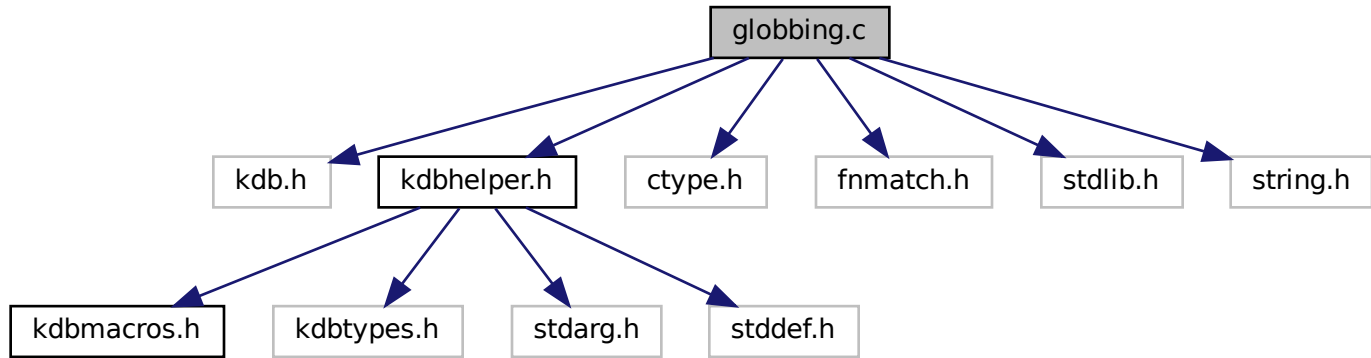 globbing.c
kdb.h
kdbhelper.h
ctype.h
fnmatch.h
stdlib.h
string.h
kdbmacros.h
kdbtypes.h
stdarg.h
stddef.h